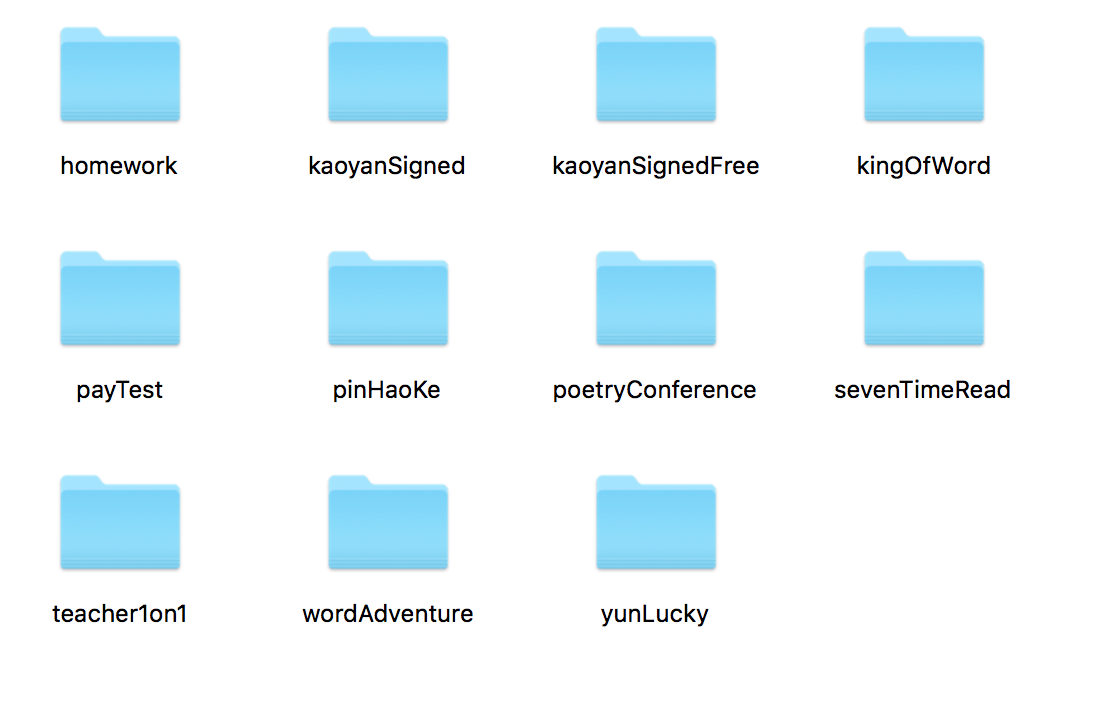 homework
kaoyanSigned
kaoyanSignedFree
kingOfWord
payTest
pinHaoKe
poetryConference
sevenTimeRead
teacher1on1
wordAdventure
yunLucky